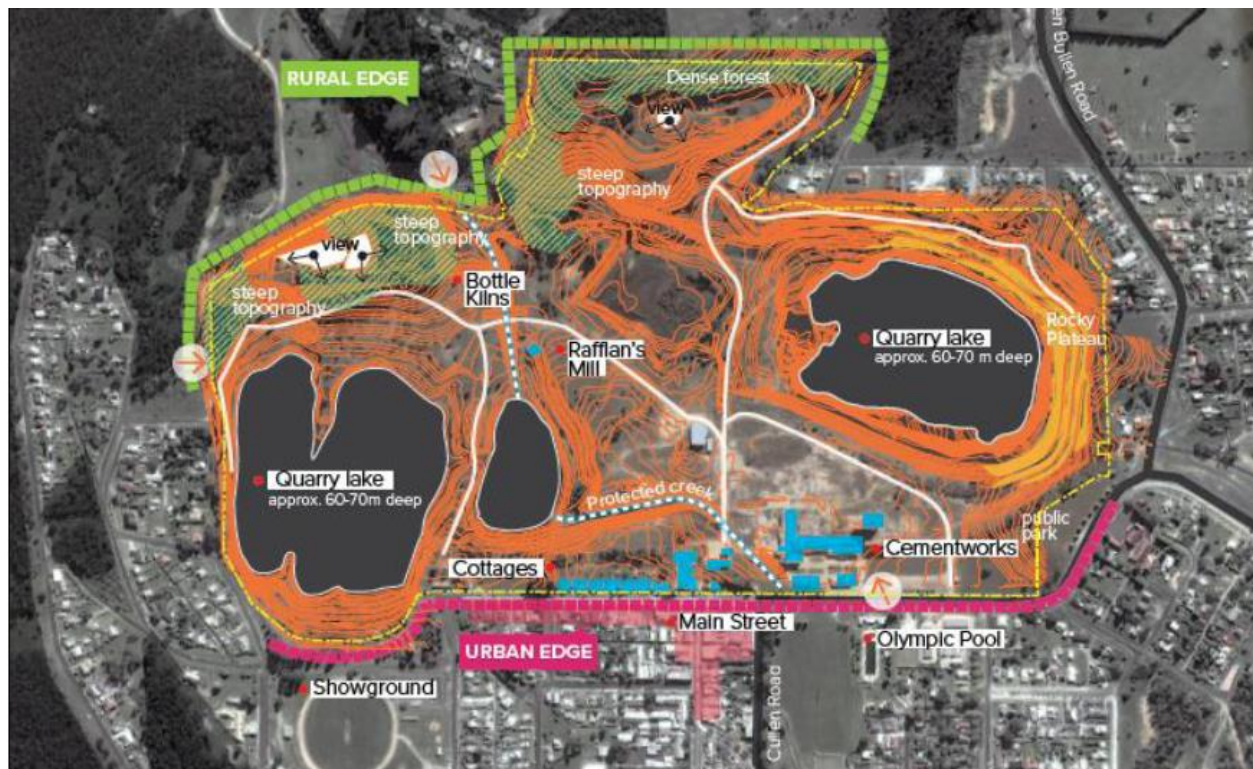 RURAL EDGE
Dense forest
view
Bullen Road
steep
topography
steep
topography
view
steep
topography
Bottle
Kilns
Rafflan's
Mill
Quarry lake
approx. 60-70 m deep
Rocky
Plateau
Quarry lake
approx. 60-70m deep
Protected creek
public
park
Cementworks
Cottages
Main Street
Olympic Pool
URBAN EDGE
Showground
Cullen Road